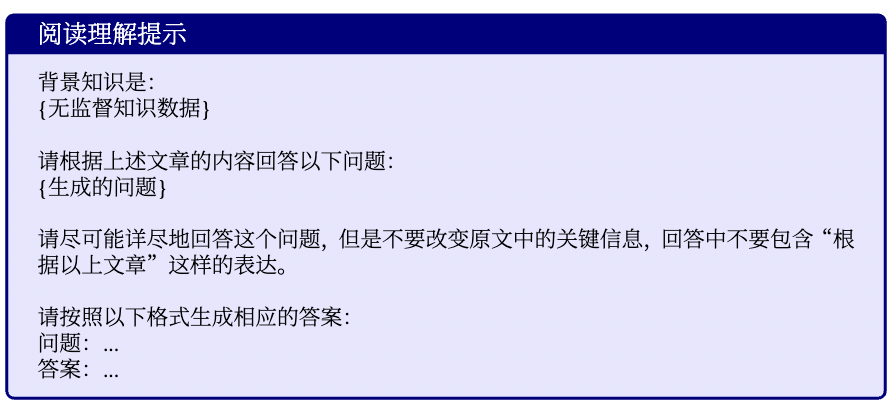 阅读理解提示
背景知识是：
{无监督知识数据}
请根据上述文章的内容回答以下问题：
{生成的问题}
请尽可能详尽地回答这个问题，但是不要改变原文中的关键信息，回答中不要包含“根
据以上文章”这样的表达。
请按照以下格式生成相应的答案：
问题：...
答案：...